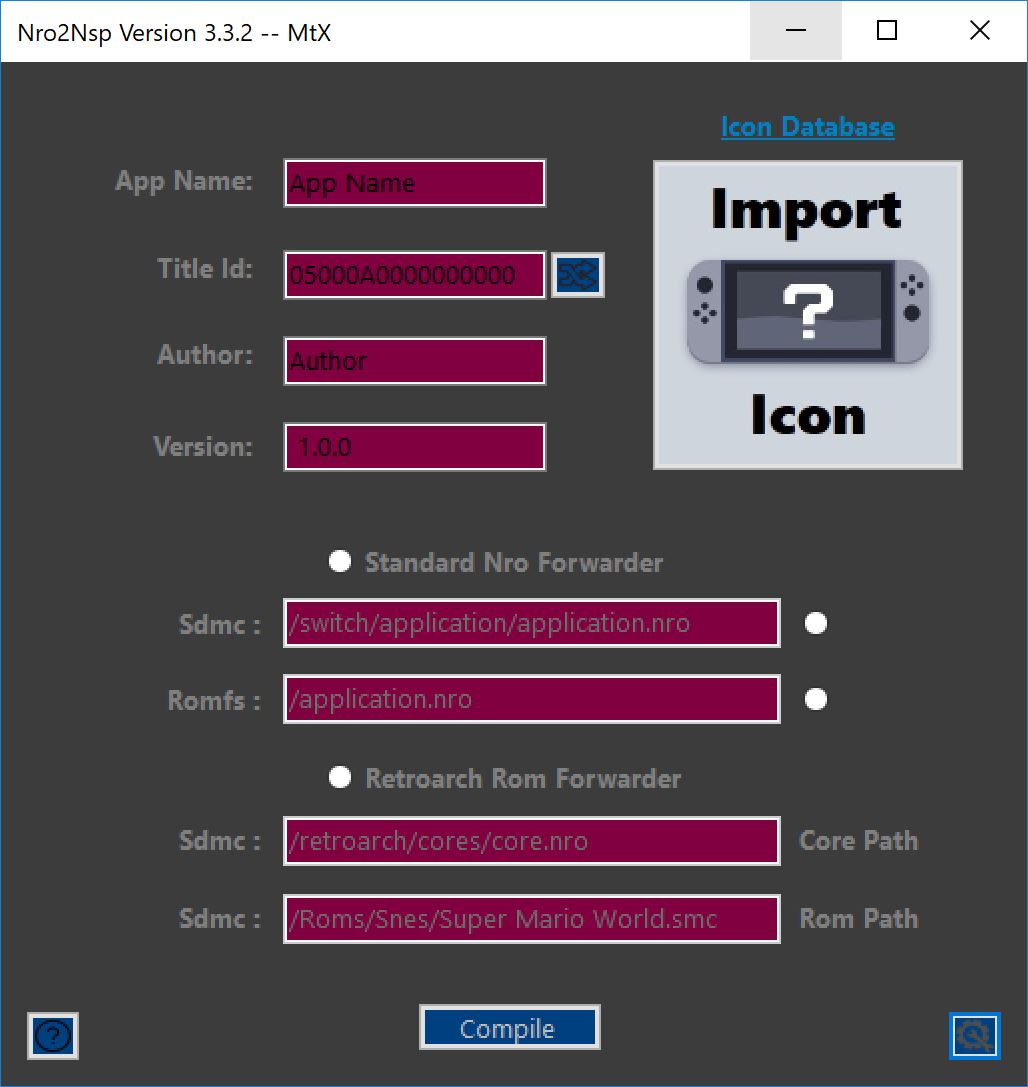 Nro2Nsp Version 3.3.2 -- MtX
Icon Database
App Name: App Name
Import
Title Id: 05000A0000000000
?
Author: Author
Icon
Version: 1.0.0
Standard Nro Forwarder
Sdmc : /switch/application/application.nro
Romfs : /application.nro
Retroarch Rom Forwarder
Sdmc : /retroarch/cores/core.nro Core Path
Sdmc : /Roms/Snes/Super Mario World.smc Rom Path
? Compile